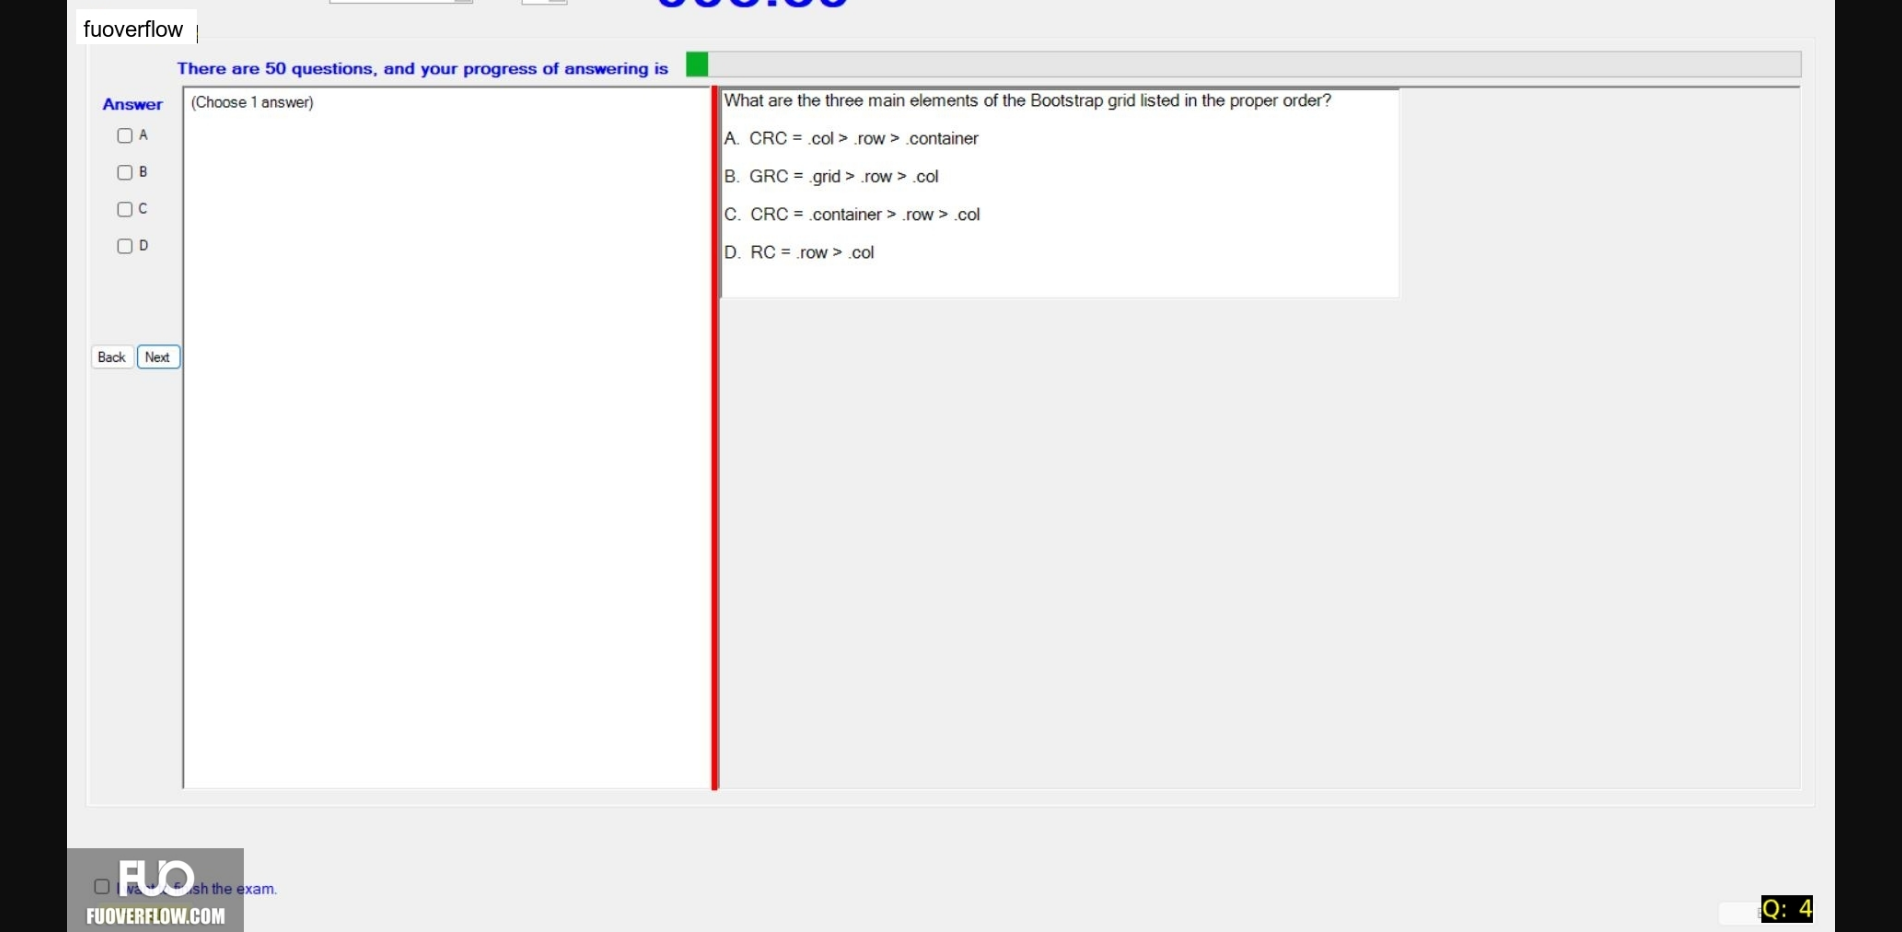 fuoverflow
There are 50 questions, and your progress of answering is
Answer
(Choose 1 answer)
A
B
C
D
Back
Next
What are the three main elements of the Bootstrap grid listed in the proper order?
A. CRC = .col > .row > .container
B. GRC = .grid > .row > .col
C. CRC = .container > .row > .col
D. RC = .row > .col
FUO
sh the exam.
FUOVERFLOW.COM
Q: 4